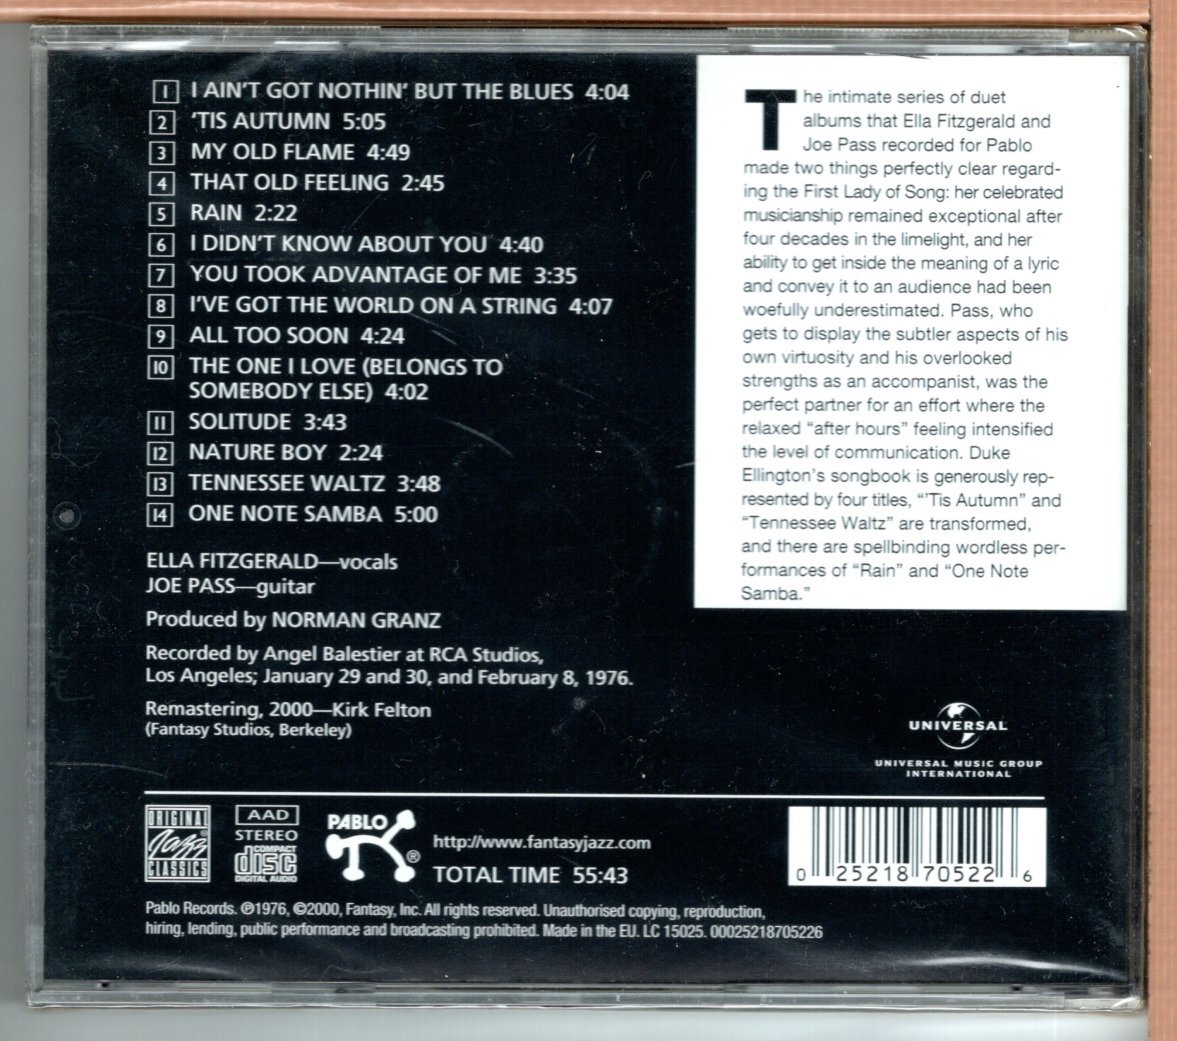 1 I AIN'T GOT NOTHIN' BUT THE BLUES 4:04
2 'TIS AUTUMN 5:05
3 MY OLD FLAME 4:49
4 THAT OLD FEELING 2:45
5 RAIN 2:22
6 I DIDN'T KNOW ABOUT YOU 4:40
7 YOU TOOK ADVANTAGE OF ME 3:35
8 I'VE GOT THE WORLD ON A STRING 4:07
9 ALL TOO SOON 4:24
10 THE ONE I LOVE (BELONGS TO
SOMEBODY ELSE) 4:02
11 SOLITUDE 3:43
12 NATURE BOY 2:24
13 TENNESSEE WALTZ 3:48
14 ONE NOTE SAMBA 5:00
ELLA FITZGERALD—vocals
JOE PASS—guitar
Produced by NORMAN GRANZ
Recorded by Angel Balestier at RCA Studios,
Los Angeles; January 29 and 30, and February 8, 1976.
Remastering, 2000—Kirk Felton
(Fantasy Studios, Berkeley)
The intimate series of duet
albums that Ella Fitzgerald and
Joe Pass recorded for Pablo
made two things perfectly clear regard-
ing the First Lady of Song: her celebrated
musicianship remained exceptional after
four decades in the limelight, and her
ability to get inside the meaning of a lyric
and convey it to an audience had been
woefully underestimated. Pass, who
gets to display the subtler aspects of his
own virtuosity and his overlooked
strengths as an accompanist, was the
perfect partner for an effort where the
relaxed "after hours" feeling intensified
the level of communication. Duke
Ellington's songbook is generously rep-
resented by four titles, "'Tis Autumn" and
"Tennessee Waltz" are transformed,
and there are spellbinding wordless per-
formances of "Rain" and "One Note
Samba."
UNIVERSAL
UNIVERSAL MUSIC GROUP
INTERNATIONAL
ORIGINAL
Jazz®
CLASSICS
AAD
STEREO
COMPACT
disc
DIGITAL AUDIO
PABLO
®
http://www.fantasyjazz.com
TOTAL TIME 55:43
0 25218 70522 6
Pablo Records. ℗1976, ©2000, Fantasy, Inc. All rights reserved. Unauthorised copying, reproduction,
hiring, lending, public performance and broadcasting prohibited. Made in the EU. LC 15025. 00025218705226